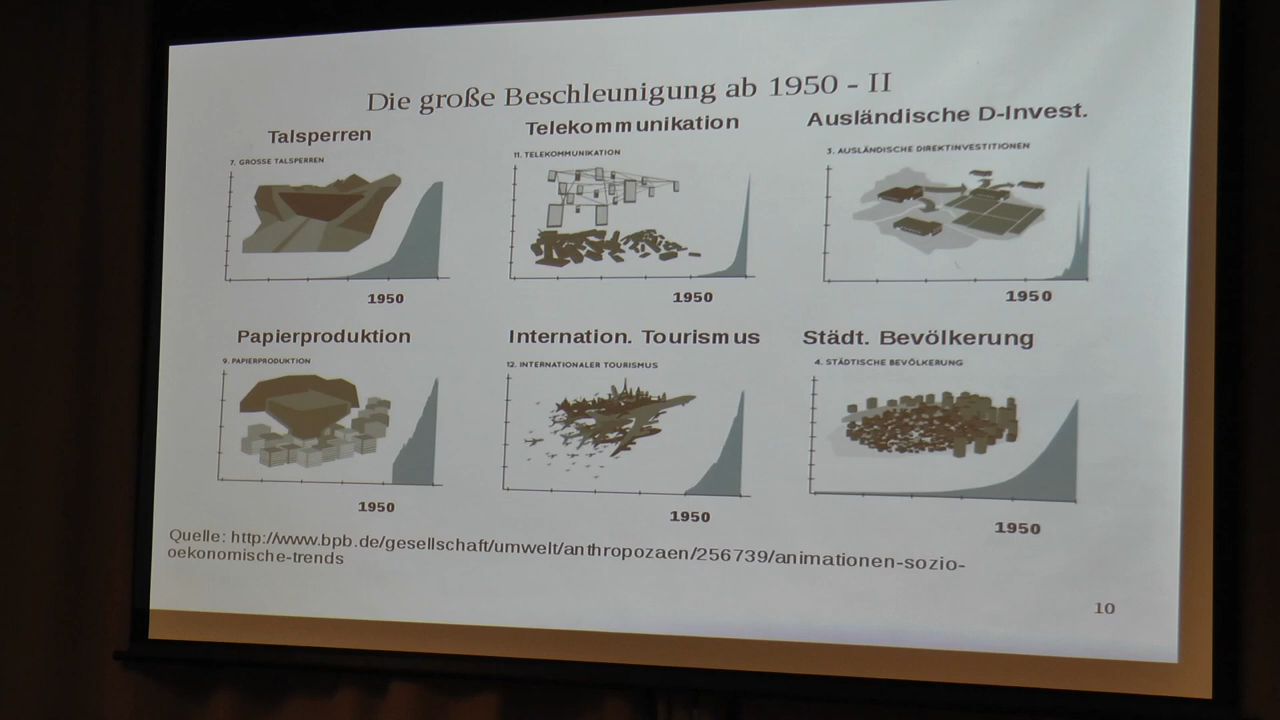 Die große Beschleunigung ab 1950 - II
Talsperren
7. GROSSE TALSPERREN
1950
Telekommunikation
11. TELEKOMMUNIKATION
1950
Ausländische D-Invest.
3. AUSLÄNDISCHE DIREKTINVESTITIONEN
1950
Papierproduktion
9. PAPIERPRODUKTION
1950
Internation. Tourismus
12. INTERNATIONALER TOURISMUS
1950
Städt. Bevölkerung
4. STÄDTISCHE BEVÖLKERUNG
1950
Quelle: http://www.bpb.de/gesellschaft/umwelt/anthropozaen/256739/animationen-sozio-
oekonomische-trends
10